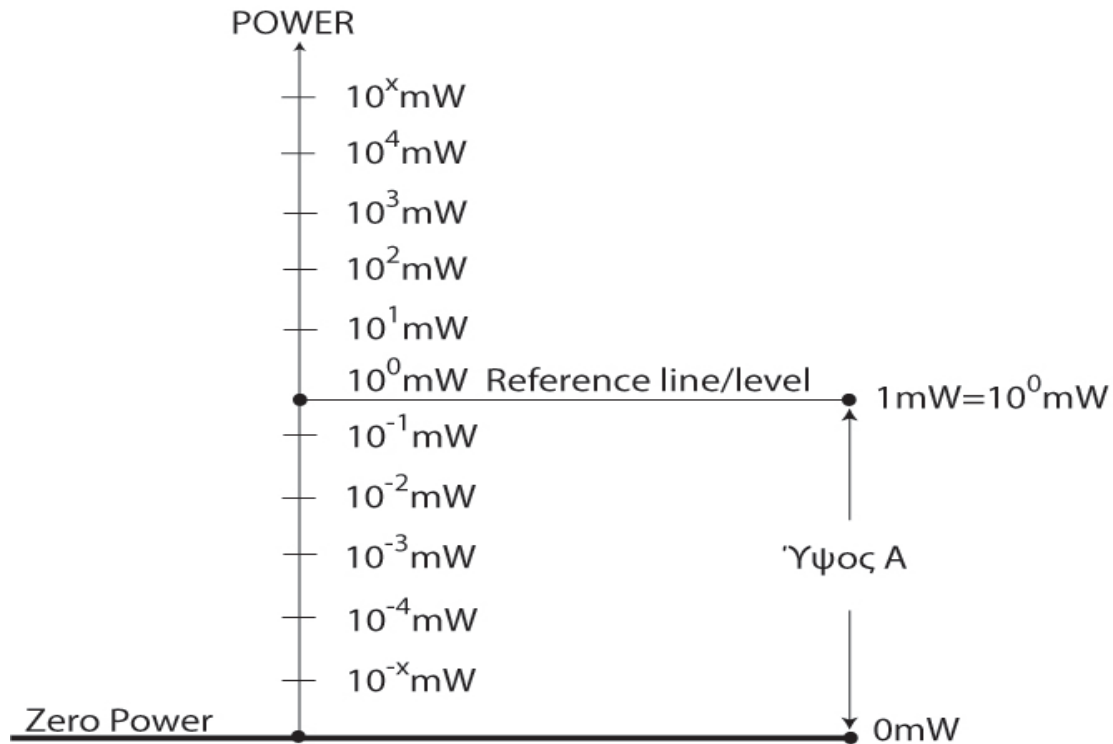 POWER
10^x mW
10^4 mW
10^3 mW
10^2 mW
10^1 mW
10^0 mW Reference line/level
1mW=10^0 mW
10^-1 mW
10^-2 mW
10^-3 mW
Ύψος Α
10^-4 mW
10^-x mW
Zero Power
0mW